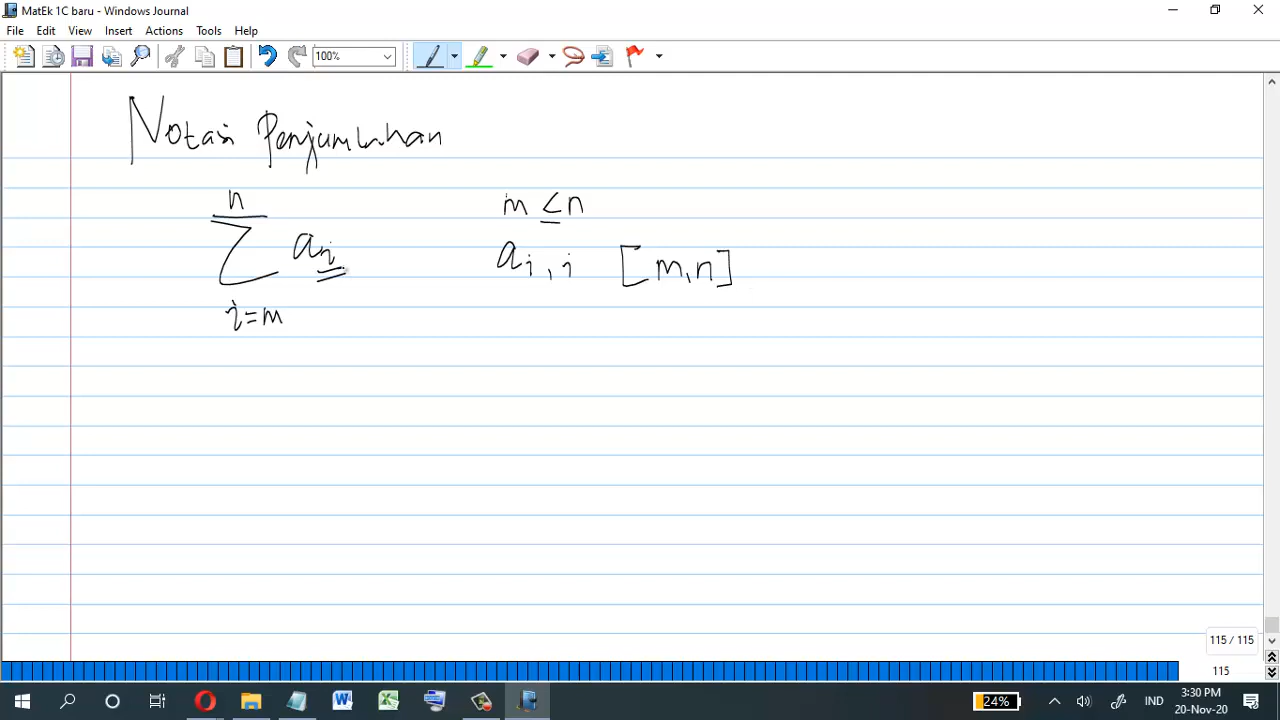 MatEk 1C baru - Windows Journal
File Edit View Insert Actions Tools Help
100%
Notasi Penjumlahan
n
∑ ai
i=m
m ≤ n
ai, i [m,n]
115 / 115
115
24%
IND
3:30 PM
20-Nov-20